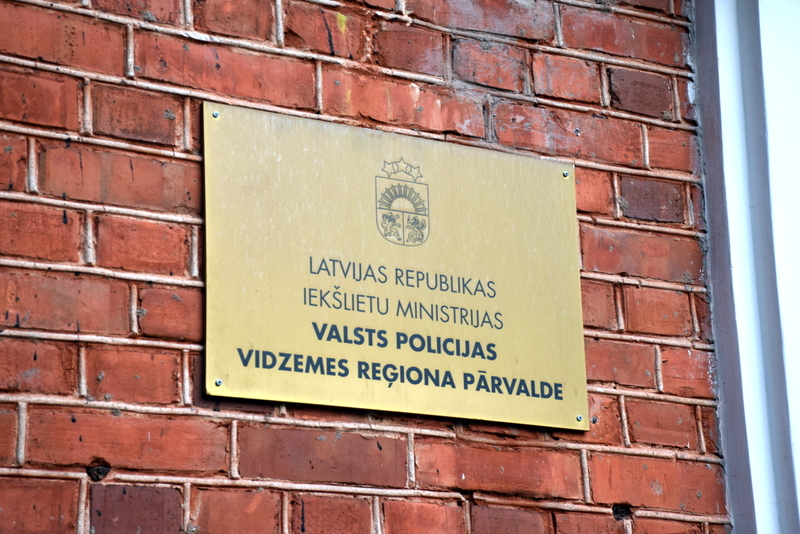 LATVIJAS REPUBLIKAS
IEKŠLIETU MINISTRIJAS
VALSTS POLICIJAS
VIDZEMES REĢIONA PĀRVALDE